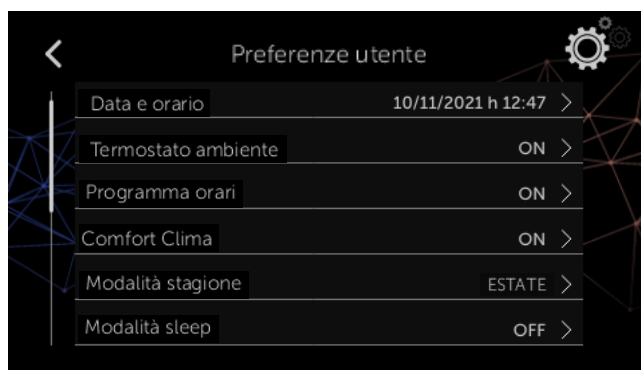 Preferenze utente
Data e orario 10/11/2021 h 12:47
Termostato ambiente ON
Programma orari ON
Comfort Clima ON
Modalità stagione ESTATE
Modalità sleep OFF